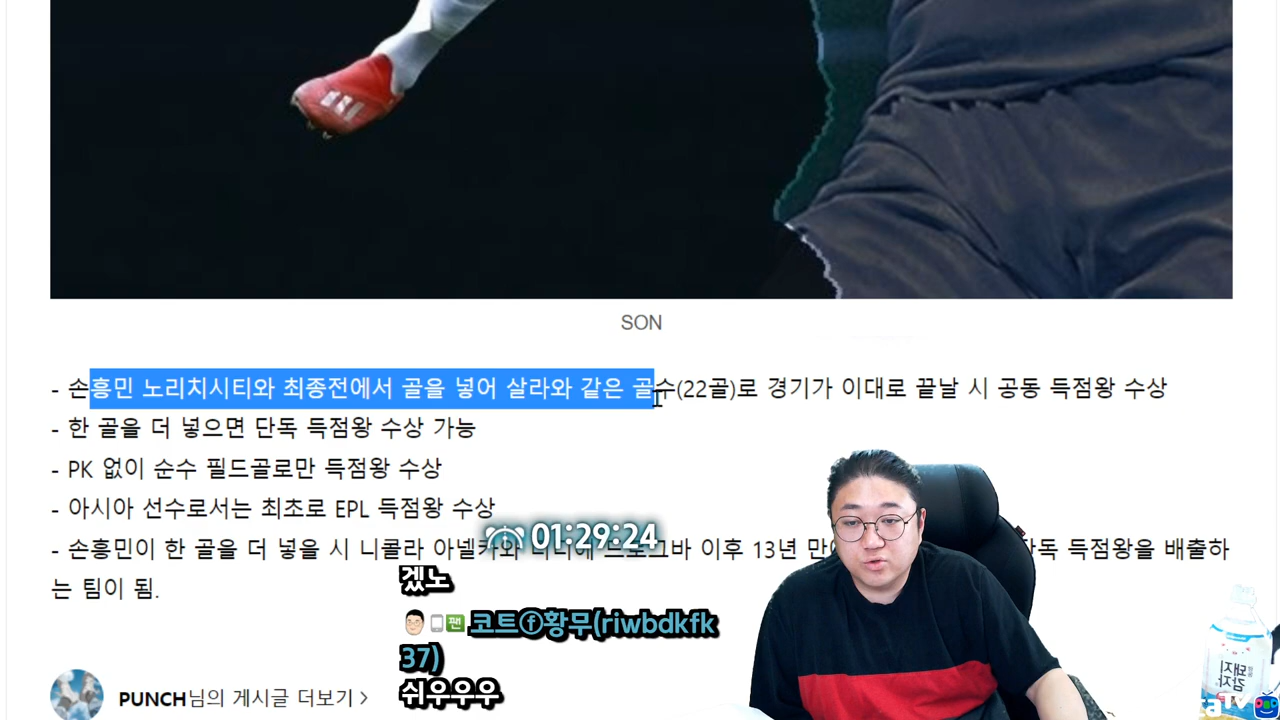 SON
- 손흥민 노리치시티와 최종전에서 골을 넣어 살라와 같은 골수(22골)로 경기가 이대로 끝날 시 공동 득점왕 수상
- 한 골을 더 넣으면 단독 득점왕 수상 가능
- PK 없이 순수 필드골로만 득점왕 수상
- 아시아 선수로서는 최초로 EPL 득점왕 수상
01:29:24
- 손흥민이 한 골을 더 넣을 시 니콜라 아넬카와 이후 13년 만에 단독 득점왕을 배출하
는 팀이 됨.
겠노
팬 코트ⓕ황무(riwbdkfk
37)
쉬우우우
PUNCH님의 게시글 더보기 >
돼지
감자